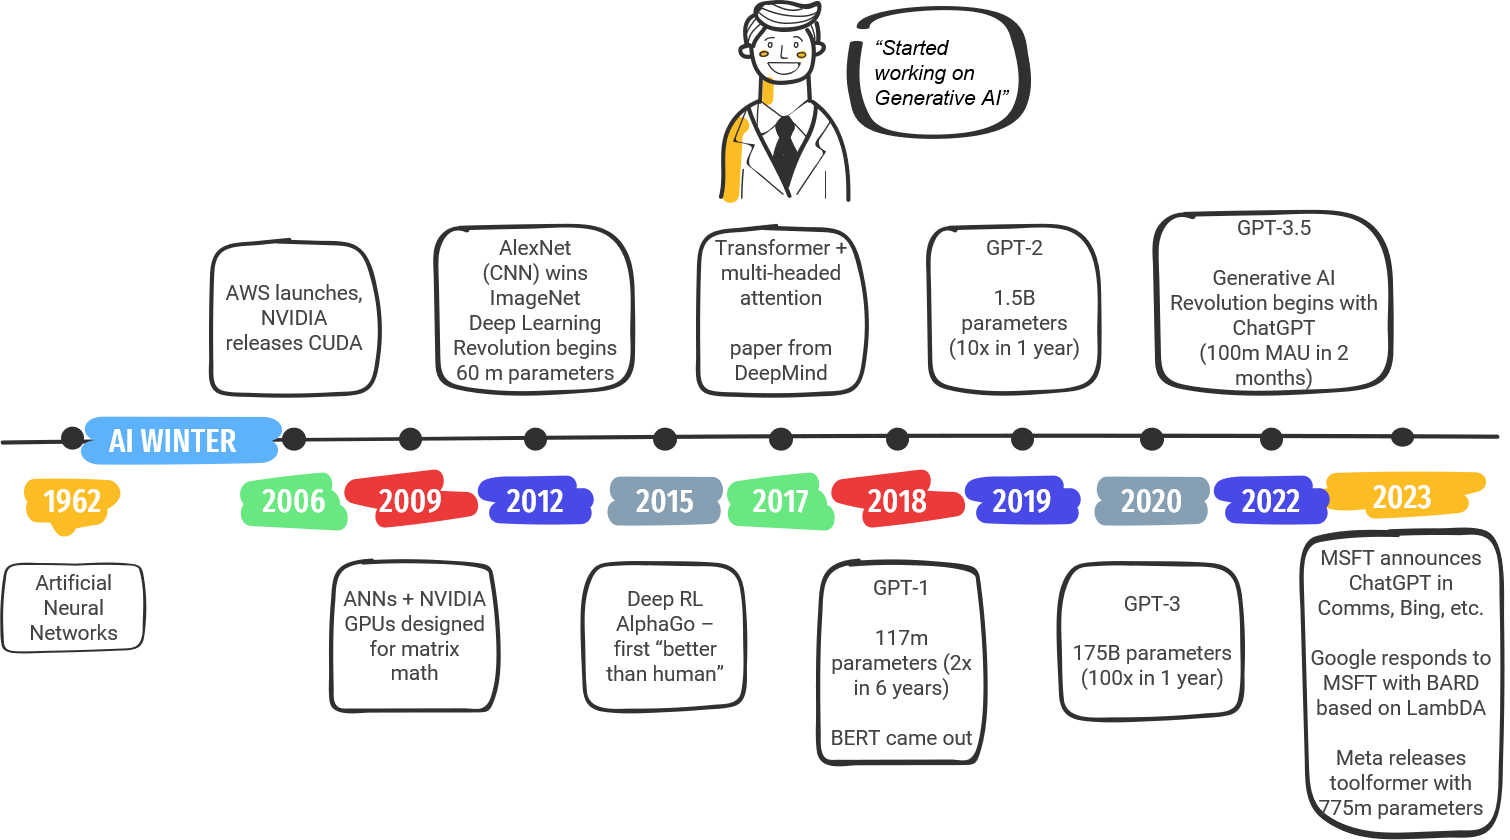 “Started
working on
Generative AI”
AWS launches,
NVIDIA
releases CUDA
AlexNet
(CNN) wins
ImageNet
Deep Learning
Revolution begins
60 m parameters
Transformer +
multi-headed
attention
paper from
DeepMind
GPT-2
1.5B
parameters
(10x in 1 year)
GPT-3.5
Generative AI
Revolution begins with
ChatGPT
(100m MAU in 2
months)
AI WINTER
1962
2006
2009
2012
2015
2017
2018
2019
2020
2022
2023
Artificial
Neural
Networks
ANNs + NVIDIA
GPUs designed
for matrix
math
Deep RL
AlphaGo –
first “better
than human”
GPT-1
117m
parameters (2x
in 6 years)
BERT came out
GPT-3
175B parameters
(100x in 1 year)
MSFT announces
ChatGPT in
Comms, Bing, etc.
Google responds to
MSFT with BARD
based on LambDA
Meta releases
toolformer with
775m parameters